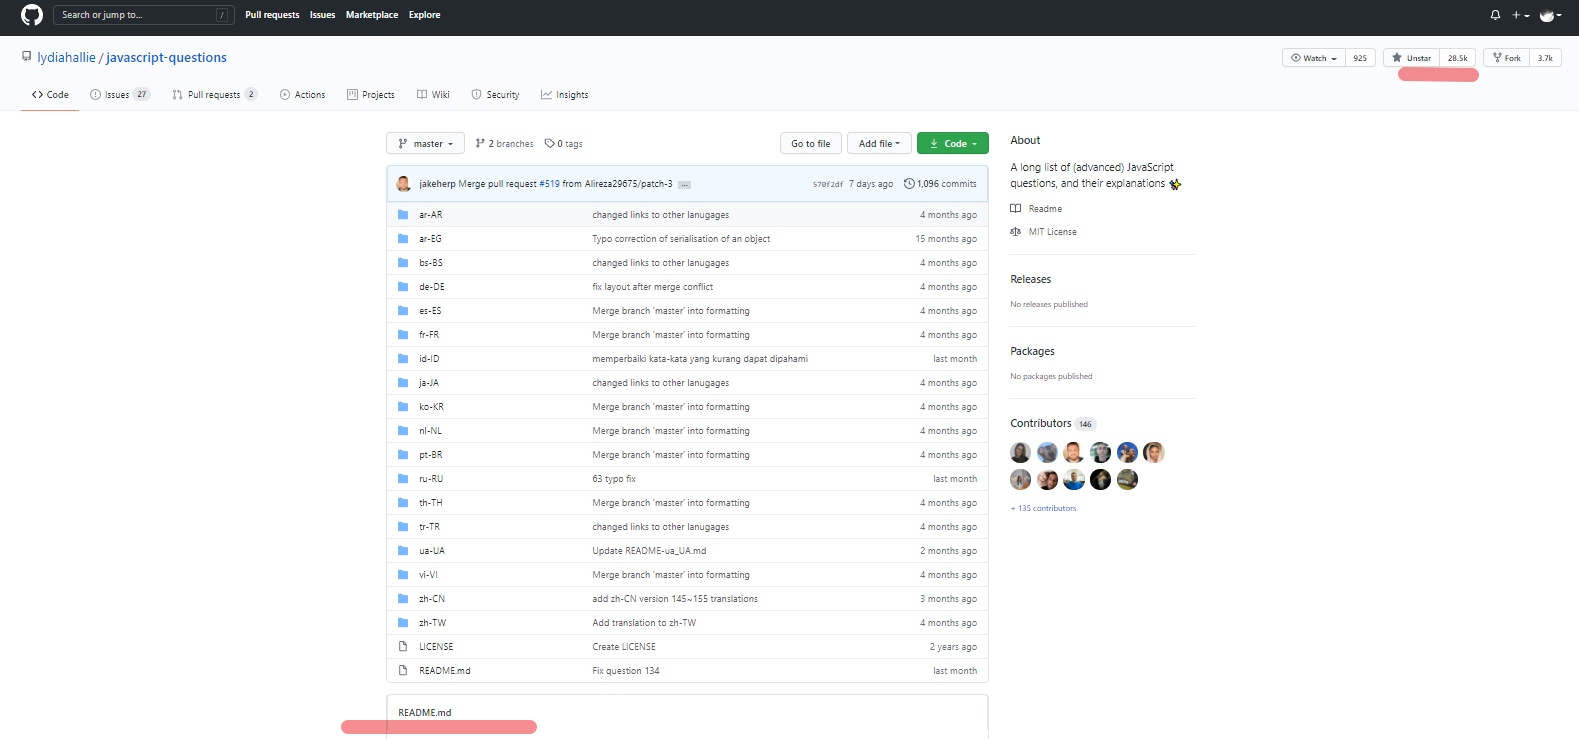 Search or jump to... / Pull requests Issues Marketplace Explore
lydiahallie / javascript-questions Watch 925 Unstar 28.5k Fork 3.7k
Code Issues 27 Pull requests 2 Actions Projects Wiki Security Insights
master 2 branches 0 tags Go to file Add file Code
jakeherp Merge pull request #519 from Alireza29675/patch-3 ... 570f2df 7 days ago 1,096 commits
ar-AR changed links to other lanugages 4 months ago
ar-EG Typo correction of serialisation of an object 15 months ago
bs-BS changed links to other lanugages 4 months ago
de-DE fix layout after merge conflict 4 months ago
es-ES Merge branch 'master' into formatting 4 months ago
fr-FR Merge branch 'master' into formatting 4 months ago
id-ID memperbaiki kata-kata yang kurang dapat dipahami last month
ja-JA changed links to other lanugages 4 months ago
ko-KR Merge branch 'master' into formatting 4 months ago
nl-NL Merge branch 'master' into formatting 4 months ago
pt-BR Merge branch 'master' into formatting 4 months ago
ru-RU 63 typo fix last month
th-TH Merge branch 'master' into formatting 4 months ago
tr-TR changed links to other lanugages 4 months ago
ua-UA Update README-ua_UA.md 2 months ago
vi-VI Merge branch 'master' into formatting 4 months ago
zh-CN add zh-CN version 145~155 translations 3 months ago
zh-TW Add translation to zh-TW 4 months ago
LICENSE Create LICENSE 2 years ago
README.md Fix question 134 last month
README.md
About
A long list of (advanced) JavaScript
questions, and their explanations ✨
Readme
MIT License
Releases
No releases published
Packages
No packages published
Contributors 146
+ 135 contributors